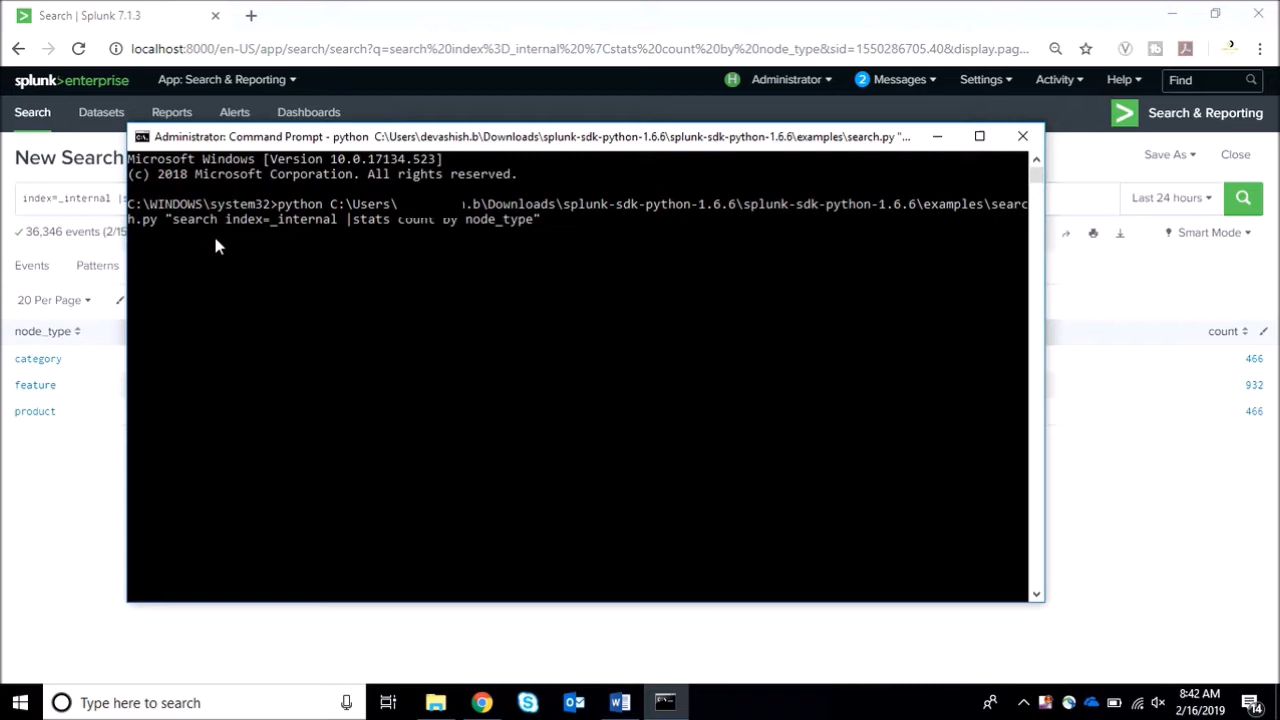 Search | Splunk 7.1.3
localhost:8000/en-US/app/search/search?q=search%20index%3D_internal%20%7Cstats%20count%20by%20node_type&sid=1550286705.40&display.pag...
splunk>enterprise App: Search & Reporting H Administrator 2 Messages Settings Activity Help Find
Search Datasets Reports Alerts Dashboards > Search & Reporting
Administrator: Command Prompt - python C:\Users\devashish.b\Downloads\splunk-sdk-python-1.6.6\splunk-sdk-python-1.6.6\examples\search.py "...
New Search Save As Close
Microsoft Windows [Version 10.0.17134.523]
(c) 2018 Microsoft Corporation. All rights reserved.
index=_internal | Last 24 hours
C:\WINDOWS\system32>python C:\Users\ .b\Downloads\splunk-sdk-python-1.6.6\splunk-sdk-python-1.6.6\examples\searc
h.py "search index=_internal |stats count by node_type"
36,346 events (2/15 Smart Mode
Events Patterns
20 Per Page
node_type count
category 466
feature 932
product 466
Type here to search
8:42 AM
2/16/2019
14